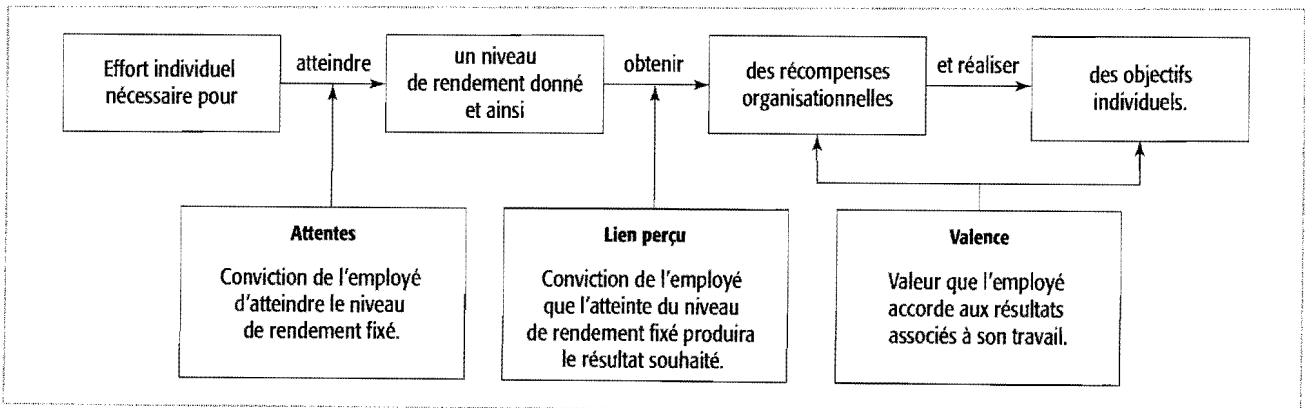 Effort individuel
nécessaire pour
atteindre
un niveau
de rendement donné
et ainsi
obtenir
des récompenses
organisationnelles
et réaliser
des objectifs
individuels.
Attentes
Conviction de l'employé
d'atteindre le niveau
de rendement fixé.
Lien perçu
Conviction de l'employé
que l'atteinte du niveau
de rendement fixé produira
le résultat souhaité.
Valence
Valeur que l'employé
accorde aux résultats
associés à son travail.